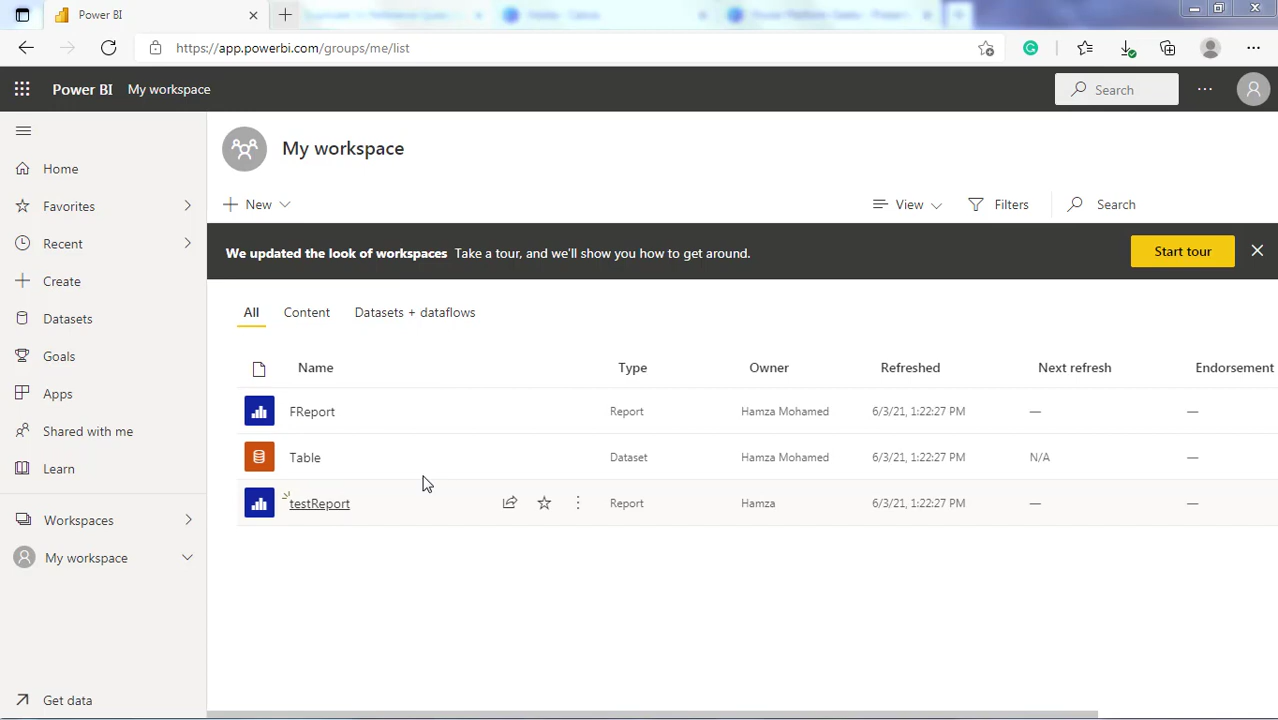 Power BI
https://app.powerbi.com/groups/me/list
Power BI My workspace Search
My workspace
Home
Favorites
Recent
Create
Datasets
Goals
Apps
Shared with me
Learn
Workspaces
My workspace
Get data
New View Filters Search
We updated the look of workspaces Take a tour, and we'll show you how to get around. Start tour
All Content Datasets + dataflows
Name Type Owner Refreshed Next refresh Endorsement
FReport Report Hamza Mohamed 6/3/21, 1:22:27 PM — —
Table Dataset Hamza Mohamed 6/3/21, 1:22:27 PM N/A —
testReport Report Hamza 6/3/21, 1:22:27 PM — —